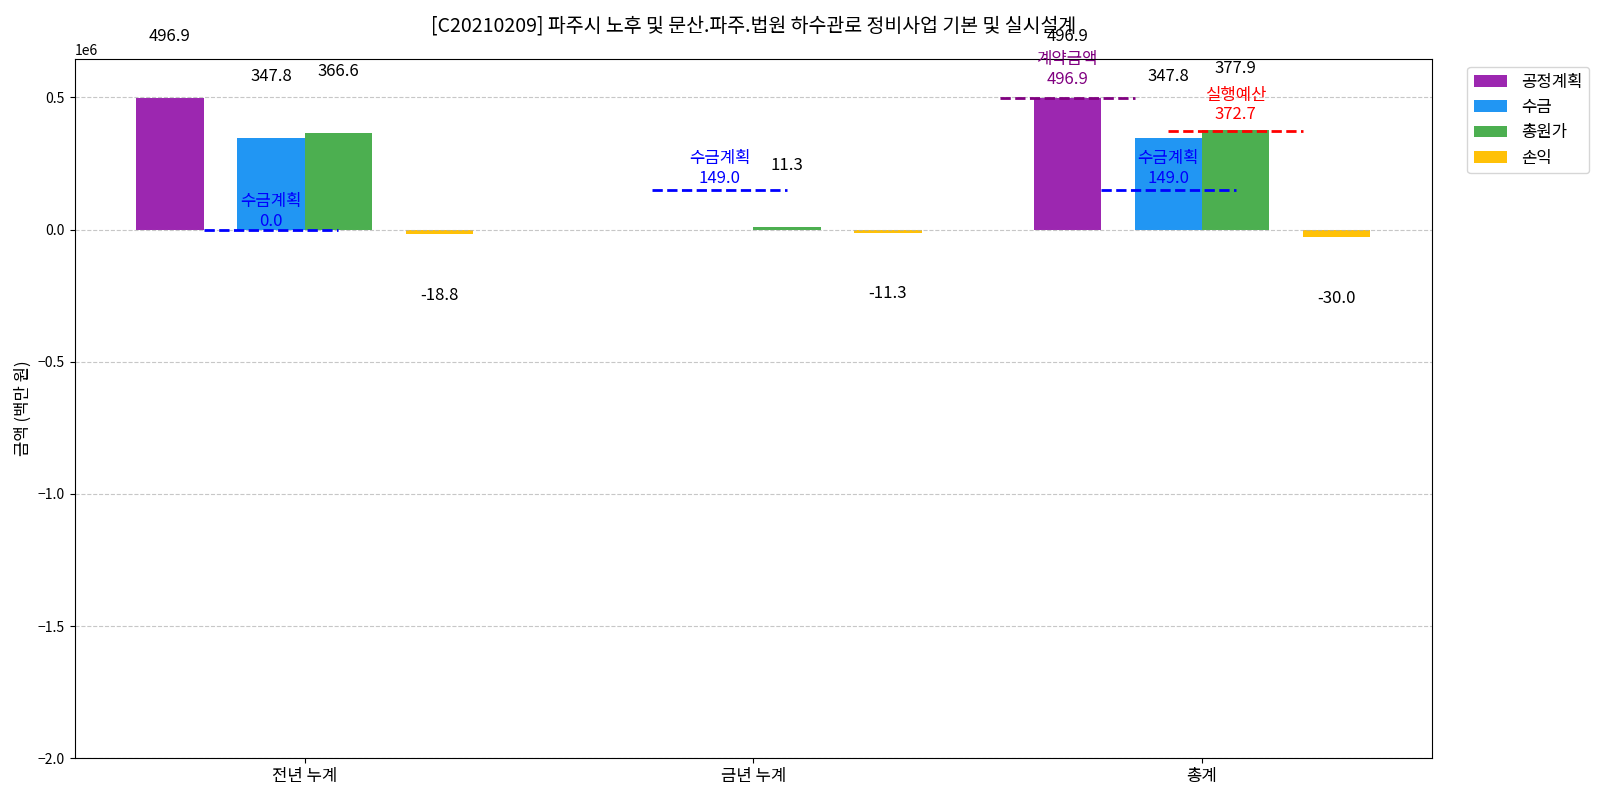 [C20210209] 파주시 노후 및 문산.파주.법원 하수관로 정비사업 기본 및 실시설계
1e6
금액 (백만 원)
0.5
0.0
−0.5
−1.0
−1.5
−2.0
496.9
347.8
366.6
수금계획
0.0
-18.8
수금계획
149.0
11.3
-11.3
496.9
계약금액
496.9
347.8
377.9
실행예산
372.7
수금계획
149.0
-30.0
전년 누계
금년 누계
총계
공정계획
수금
총원가
손익